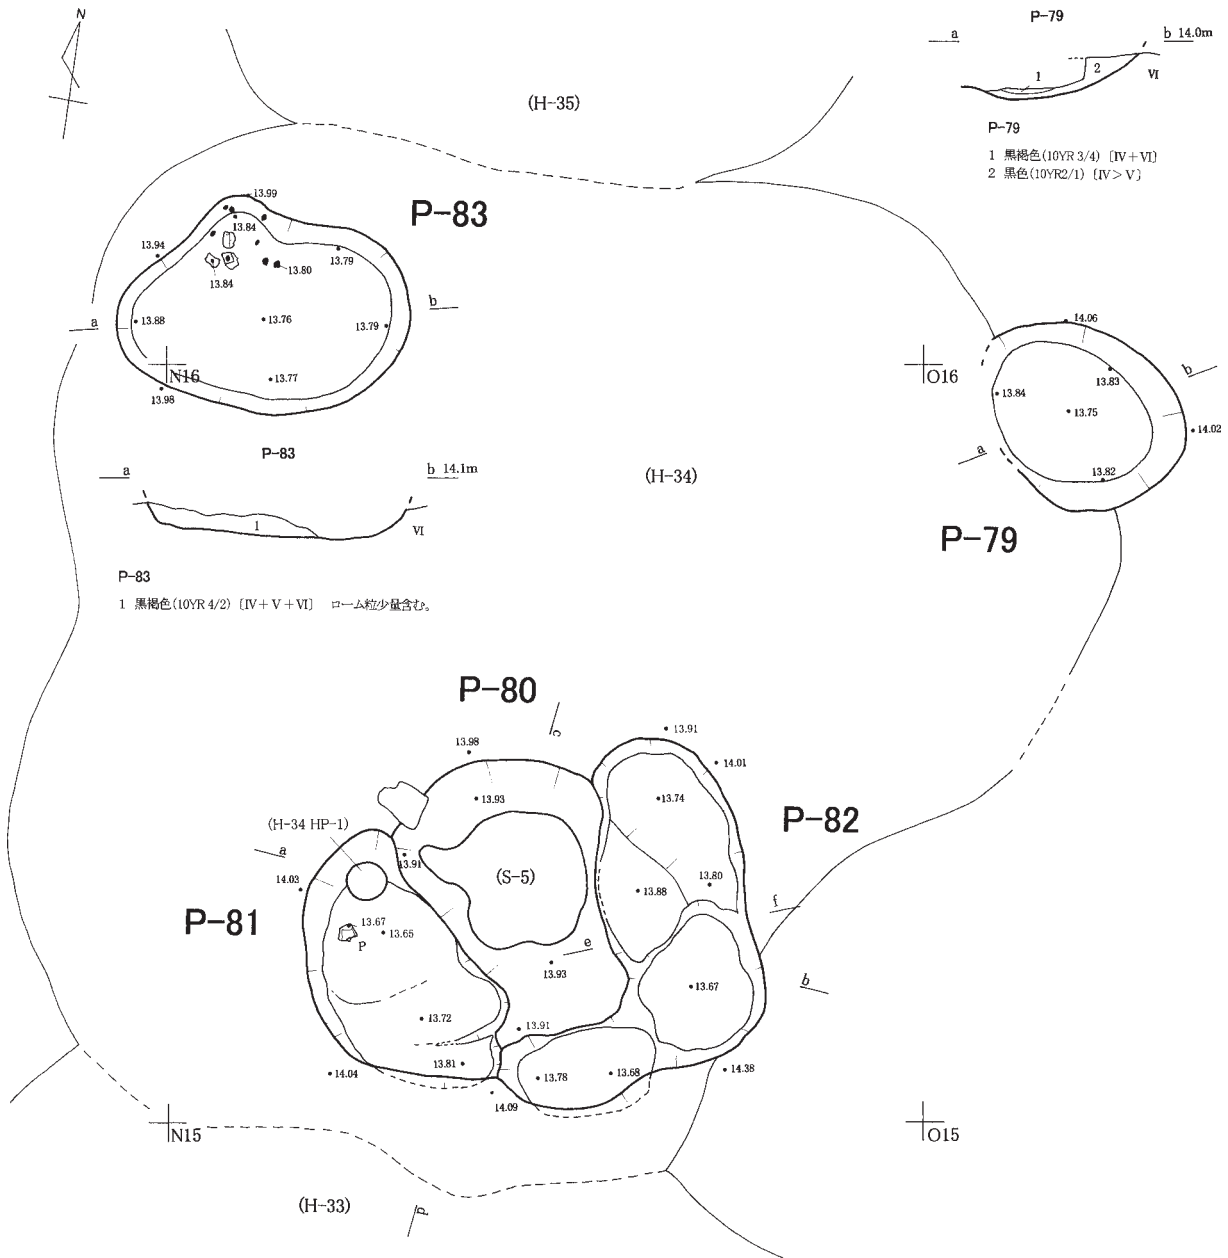 N
P-79
a
b 14.0m
1
2
VI
P-79
1 黒褐色(10YR 3/4) 〔IV+VI〕
2 黒色(10YR2/1) 〔IV>V〕
(H-35)
P-83
13.99
13.84
13.94
13.84
13.80
13.79
a
b
13.88
13.76
13.79
N16
13.77
13.98
O16
14.06
b
13.84
13.83
13.75
14.02
a
13.82
P-79
P-83
a
b 14.1m
1
VI
(H-34)
P-83
1 黒褐色(10YR 4/2) 〔IV+V+VI〕 ローム粒少量含む。
P-80
c
13.98
13.91
14.01
13.93
13.74
P-82
(H-34 HP-1)
a
13.91
14.03
(S-5)
13.80
13.88
f
P-81
13.67
13.65
P
e
13.93
13.67
b
13.72
13.91
13.81
13.78
13.68
14.04
14.09
14.38
N15
O15
(H-33)
d